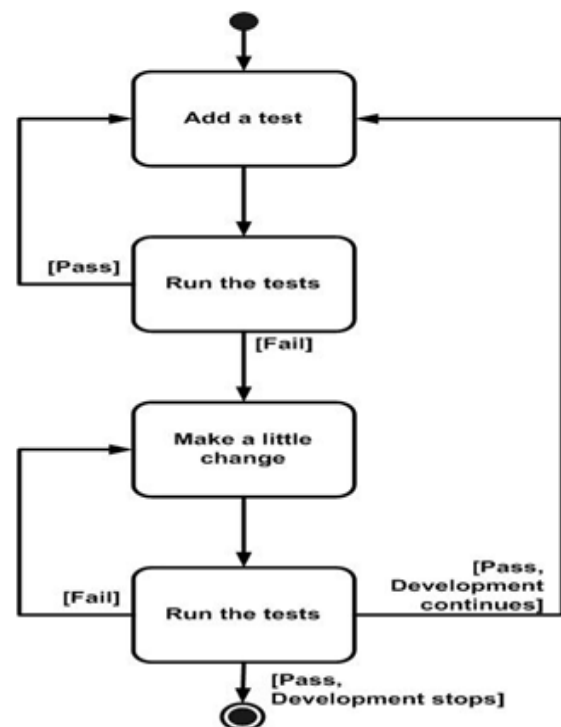 Add a test
[Pass]
Run the tests
[Fail]
Make a little
change
[Pass,
Development
continues]
[Fail]
Run the tests
[Pass,
Development stops]